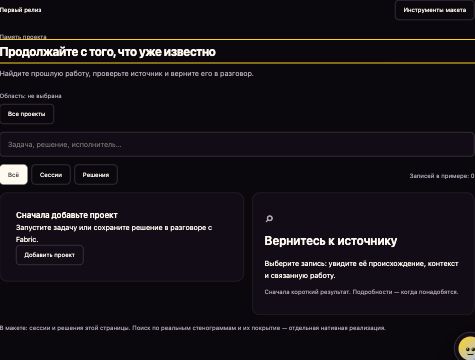 Первый релиз
Инструменты макета
Память проекта
Продолжайте с того, что уже известно
Найдите прошлую работу, проверьте источник и верните его в разговор.
Область: не выбрана
Все проекты
Задача, решение, исполнитель...
Всё
Сессии
Решения
Записей в примере: 0
Сначала добавьте проект
Запустите задачу или сохраните решение в разговоре с
Fabric.
Добавить проект
Вернитесь к источнику
Выберите запись: увидите её происхождение, контекст
и связанную работу.
Сначала короткий результат. Подробности — когда понадобятся.
В макете: сессии и решения этой страницы. Поиск по реальным стенограммам и их покрытие — отдельная нативная реализация.